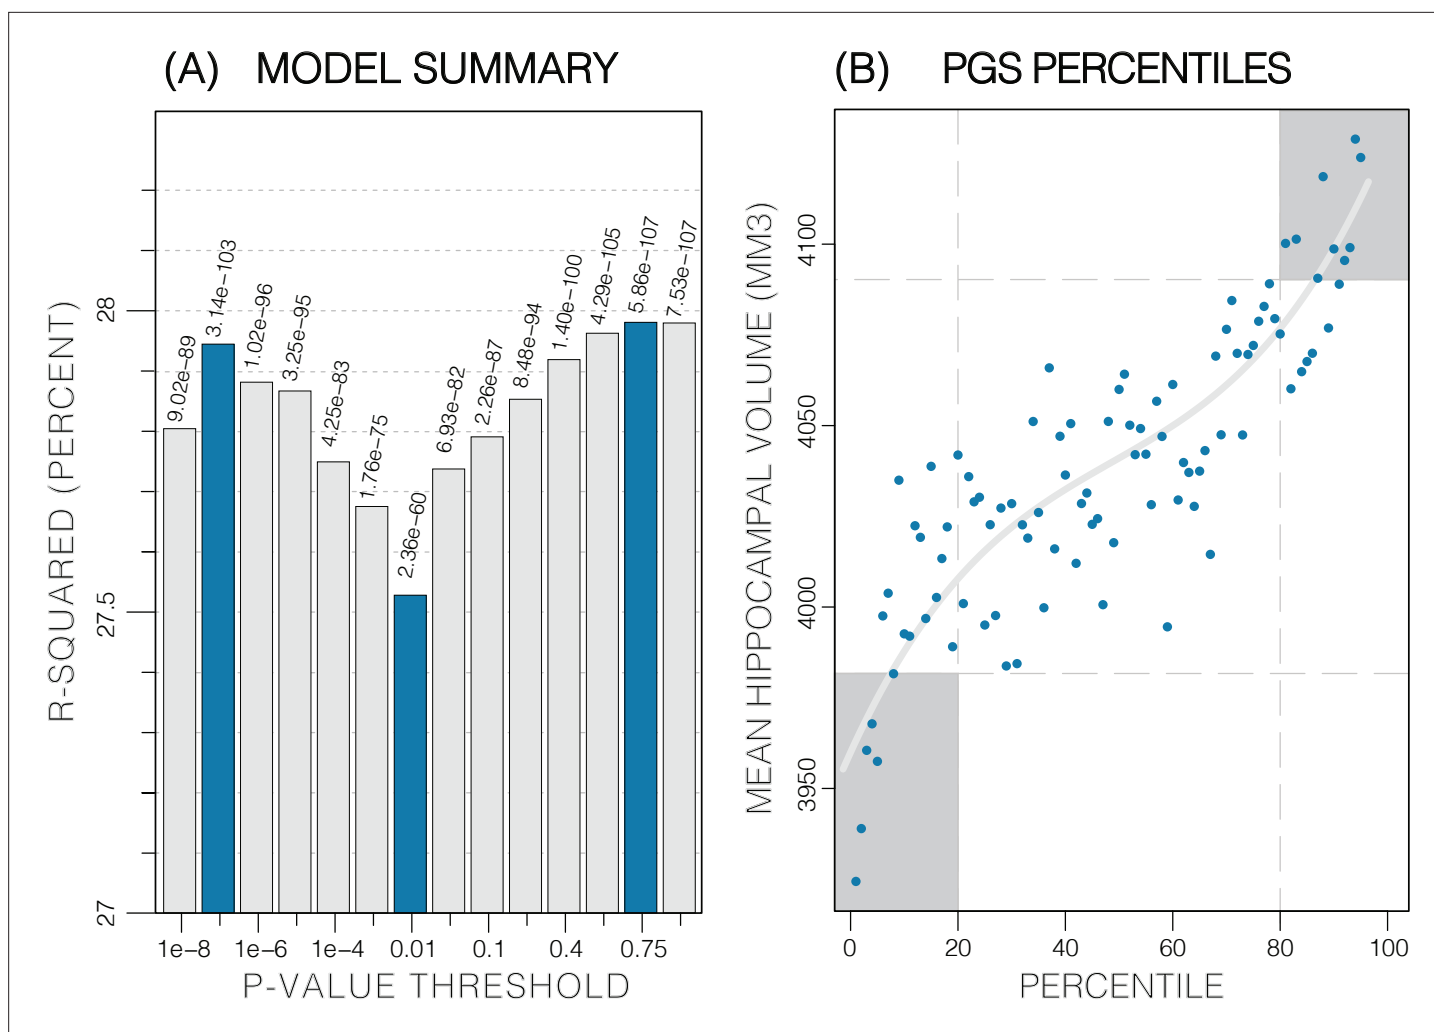 (A) MODEL SUMMARY
R-SQUARED (PERCENT)
28
27.5
27
9.02e−89
3.14e−103
1.02e−96
3.25e−95
4.25e−83
1.76e−75
2.36e−60
6.93e−82
2.26e−87
8.48e−94
1.40e−100
4.29e−105
5.86e−107
7.53e−107
1e−8 1e−6 1e−4 0.01 0.1 0.4 0.75
P-VALUE THRESHOLD
(B) PGS PERCENTILES
MEAN HIPPOCAMPAL VOLUME (MM3)
4100
4050
4000
3950
0 20 40 60 80 100
PERCENTILE